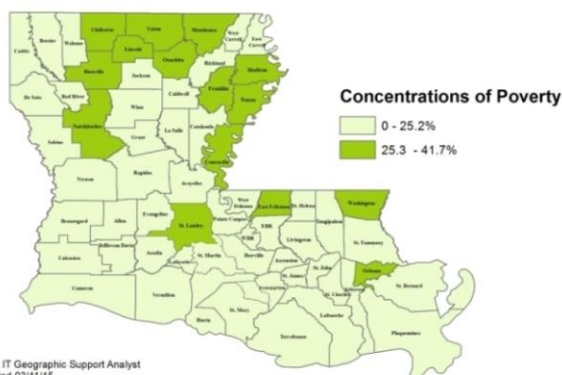 Claiborne
Union
Morehouse
West
Carroll
East
Carroll
Caddo
Bossier
Webster
Lincoln
Ouachita
Richland
Madison
Bienville
Jackson
Franklin
Tensas
De Soto
Red River
Caldwell
Winn
Natchitoches
Sabine
Grant
La Salle
Catahoula
Concordia
Vernon
Rapides
Avoyelles
Beauregard
Allen
Evangeline
St. Landry
Pointe Coupee
West
Feliciana
East Feliciana
St. Helena
Tangipahoa
Washington
Calcasieu
Jefferson Davis
Acadia
Lafayette
St. Martin
WBR
EBR
Livingston
St. Tammany
Iberville
Ascension
St. James
St. John
Orleans
St. Bernard
Cameron
Vermilion
Iberia
St. Mary
St. Charles
Lafourche
Terrebonne
Plaquemines
Concentrations of Poverty
0 - 25.2%
25.3 - 41.7%
IT Geographic Support Analyst